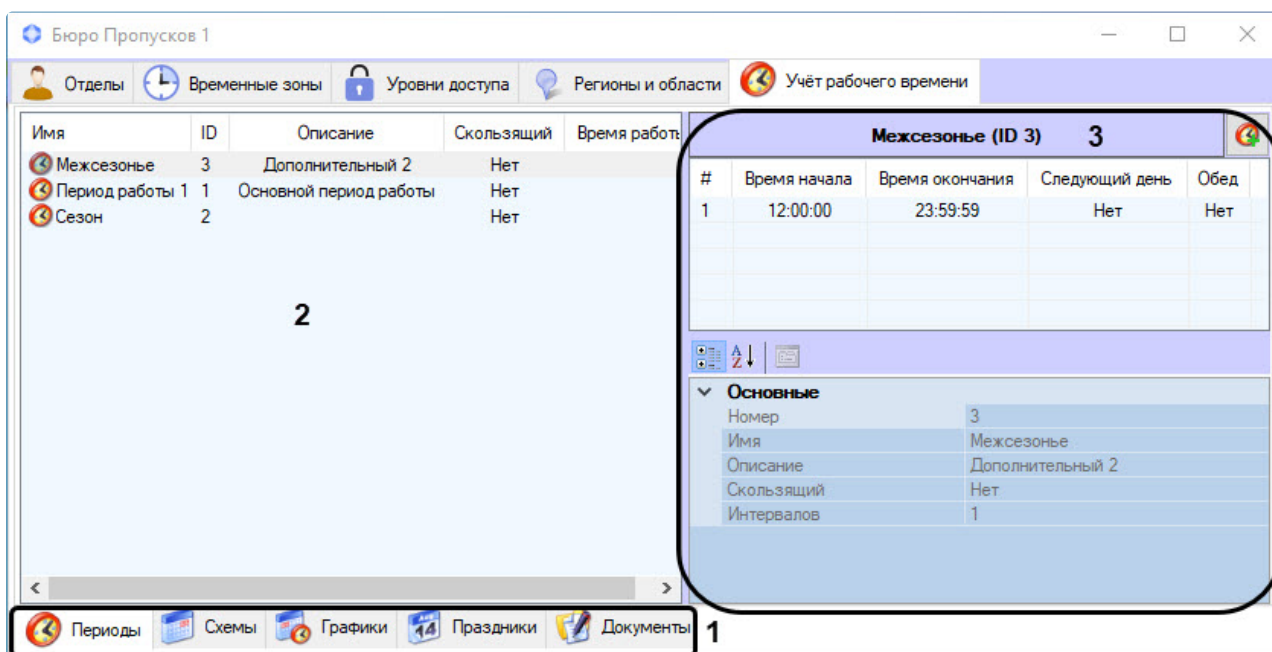 Бюро Пропусков 1
Отделы Временные зоны Уровни доступа Регионы и области Учёт рабочего времени
Имя ID Описание Скользящий Время работь
Межсезонье 3 Дополнительный 2 Нет
Период работы 1 1 Основной период работы Нет
Сезон 2 Нет
2
Межсезонье (ID 3) 3
# Время начала Время окончания Следующий день Обед
1 12:00:00 23:59:59 Нет Нет
Основные
Номер 3
Имя Межсезонье
Описание Дополнительный 2
Скользящий Нет
Интервалов 1
Периоды Схемы Графики 14 Праздники Документы 1